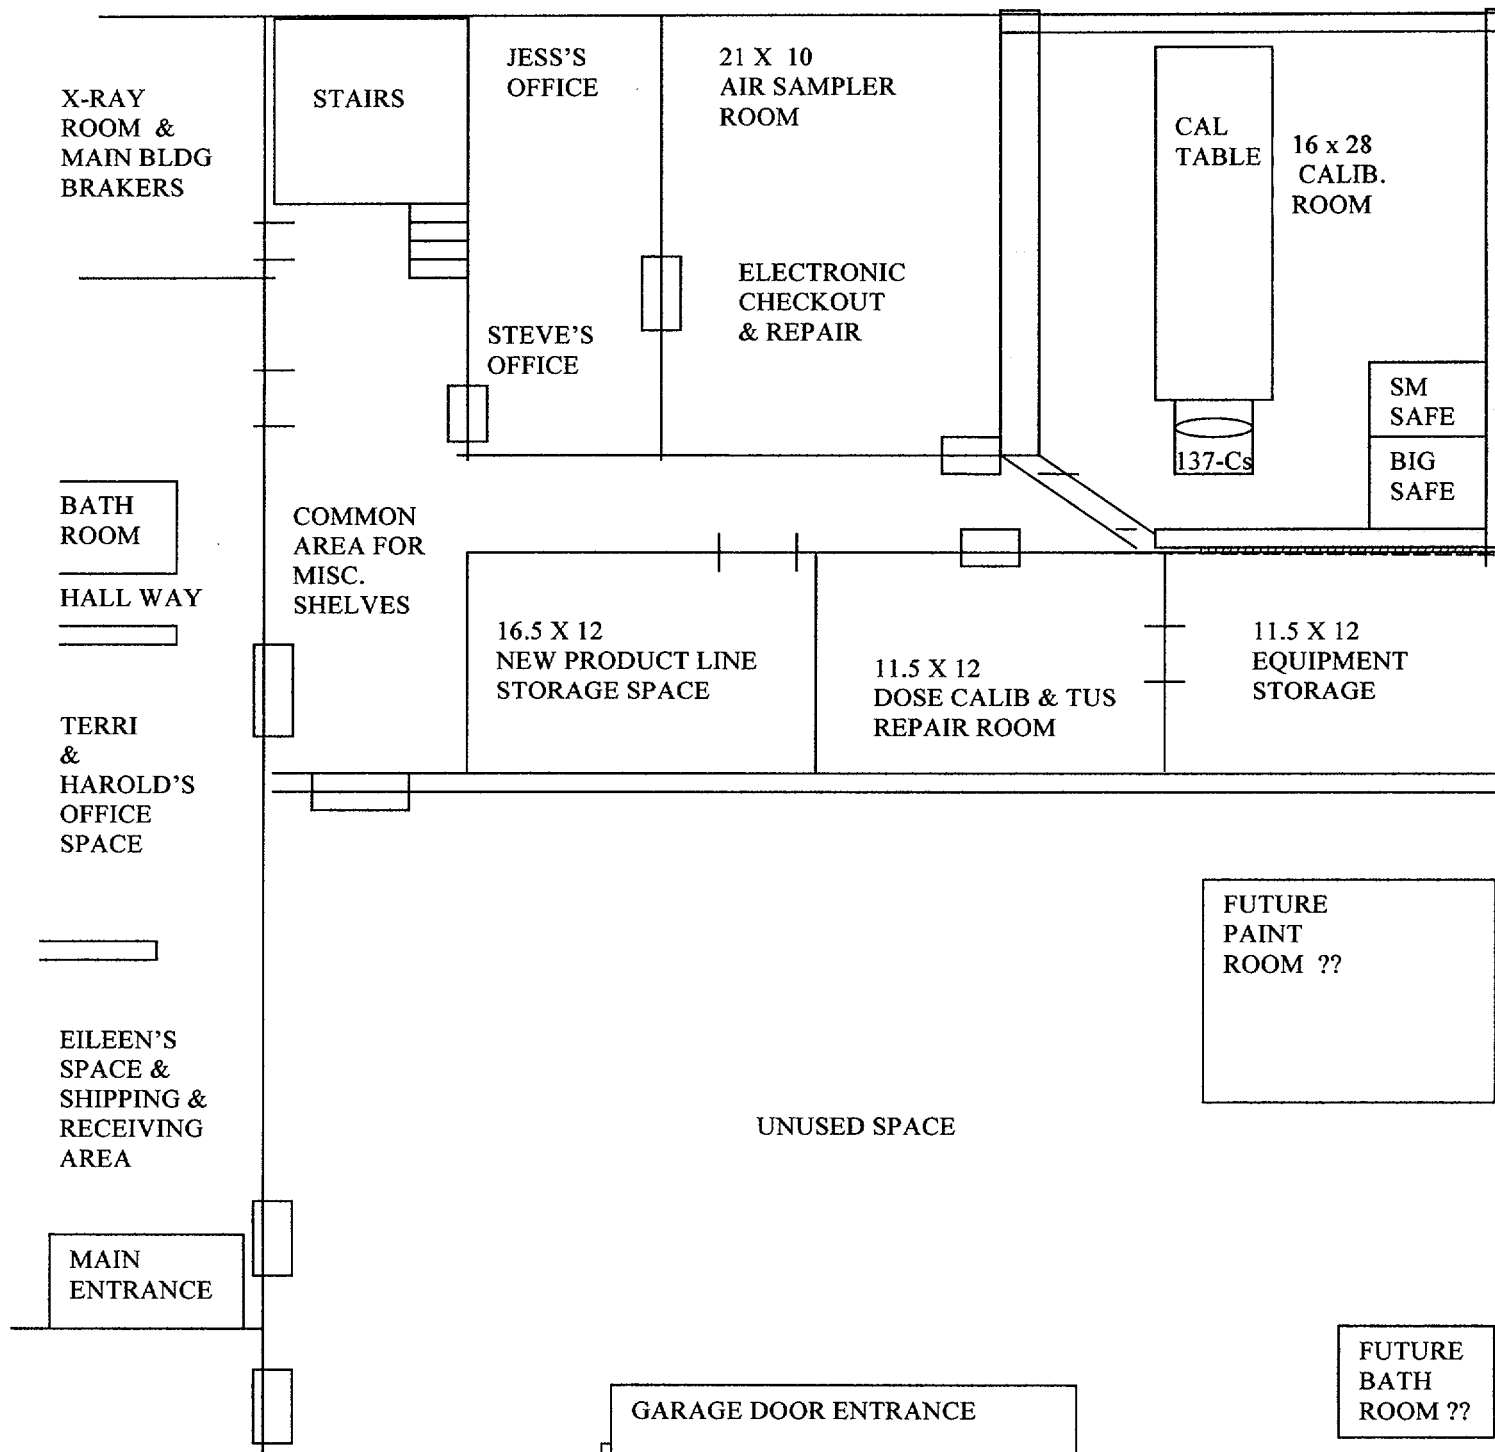 X-RAY
ROOM &
MAIN BLDG
BRAKERS
STAIRS
JESS'S
OFFICE
21 X 10
AIR SAMPLER
ROOM
CAL
TABLE
16 x 28
CALIB.
ROOM
STEVE'S
OFFICE
ELECTRONIC
CHECKOUT
& REPAIR
SM
SAFE
BIG
SAFE
137-Cs
BATH
ROOM
HALL WAY
COMMON
AREA FOR
MISC.
SHELVES
16.5 X 12
NEW PRODUCT LINE
STORAGE SPACE
11.5 X 12
DOSE CALIB & TUS
REPAIR ROOM
11.5 X 12
EQUIPMENT
STORAGE
TERRI
&
HAROLD'S
OFFICE
SPACE
FUTURE
PAINT
ROOM ??
EILEEN'S
SPACE &
SHIPPING &
RECEIVING
AREA
UNUSED SPACE
MAIN
ENTRANCE
GARAGE DOOR ENTRANCE
FUTURE
BATH
ROOM ??